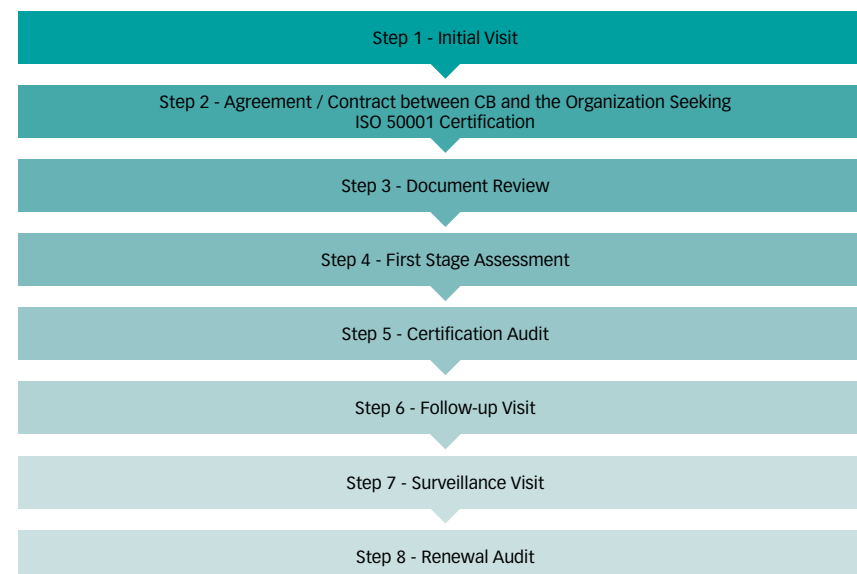 Step 1 - Initial Visit
Step 2 - Agreement / Contract between CB and the Organization Seeking
ISO 50001 Certification
Step 3 - Document Review
Step 4 - First Stage Assessment
Step 5 - Certification Audit
Step 6 - Follow-up Visit
Step 7 - Surveillance Visit
Step 8 - Renewal Audit